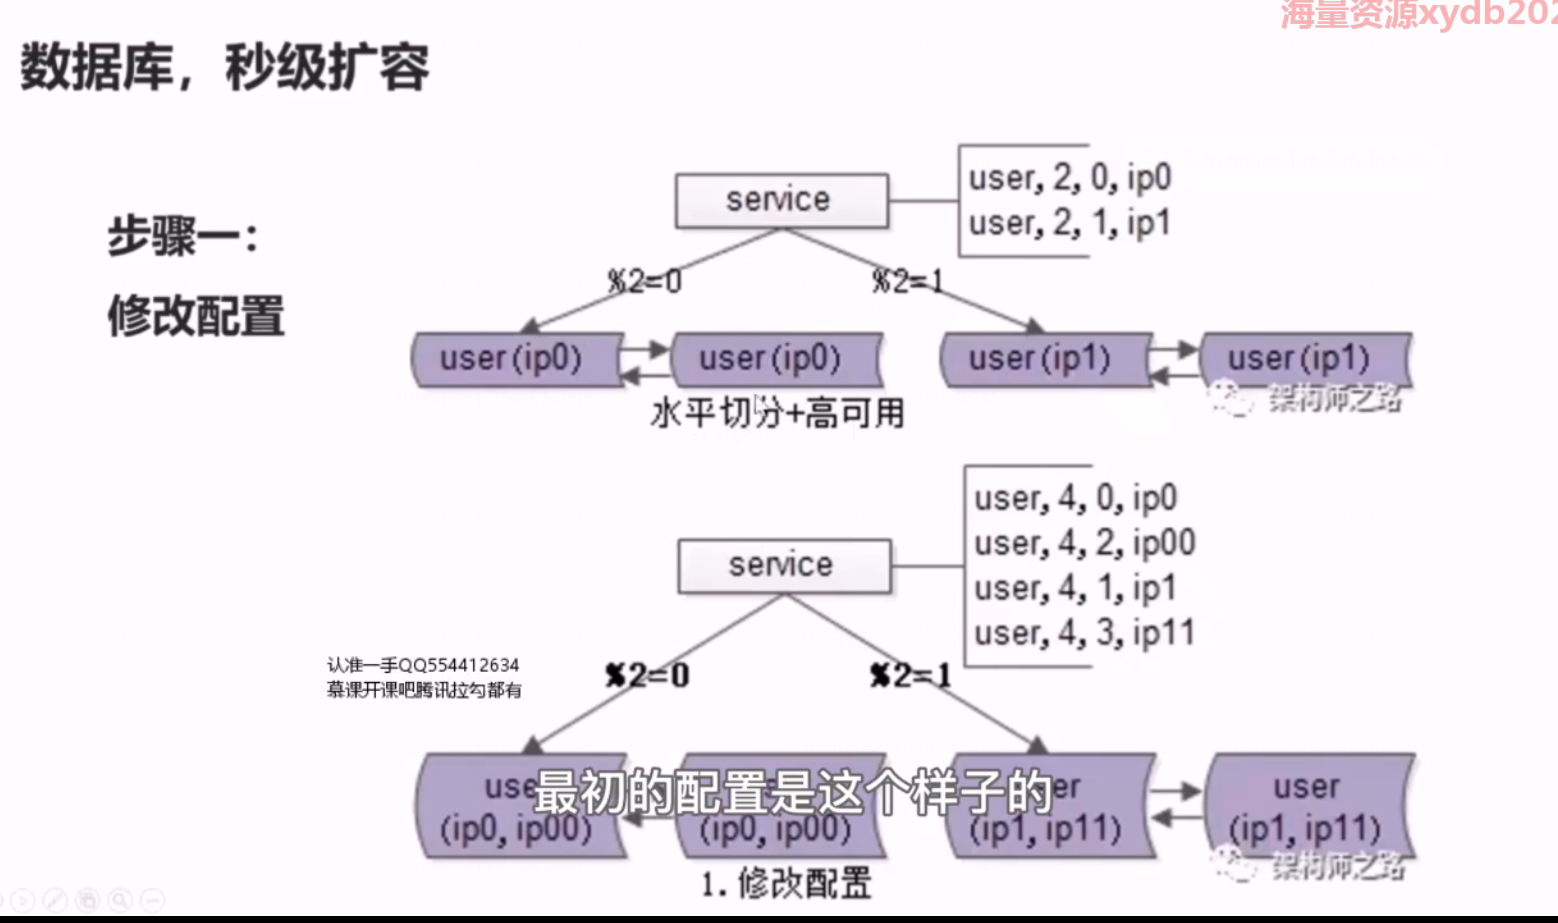 海量资源xydb202
数据库，秒级扩容
步骤一：
修改配置
service
user, 2, 0, ip0
user, 2, 1, ip1
%2=0
%2=1
user(ip0)
user(ip0)
user(ip1)
user(ip1)
架构师之路
水平切分+高可用
service
user, 4, 0, ip0
user, 4, 2, ip00
user, 4, 1, ip1
user, 4, 3, ip11
认准一手QQ554412634
慕课开课吧腾讯拉勾都有
%2=0
%2=1
最初的配置是这个样子的
user
(ip0, ip00)
(ip0, ip00)
(ip1, ip11)
(ip1, ip11)
架构师之路
1.修改配置